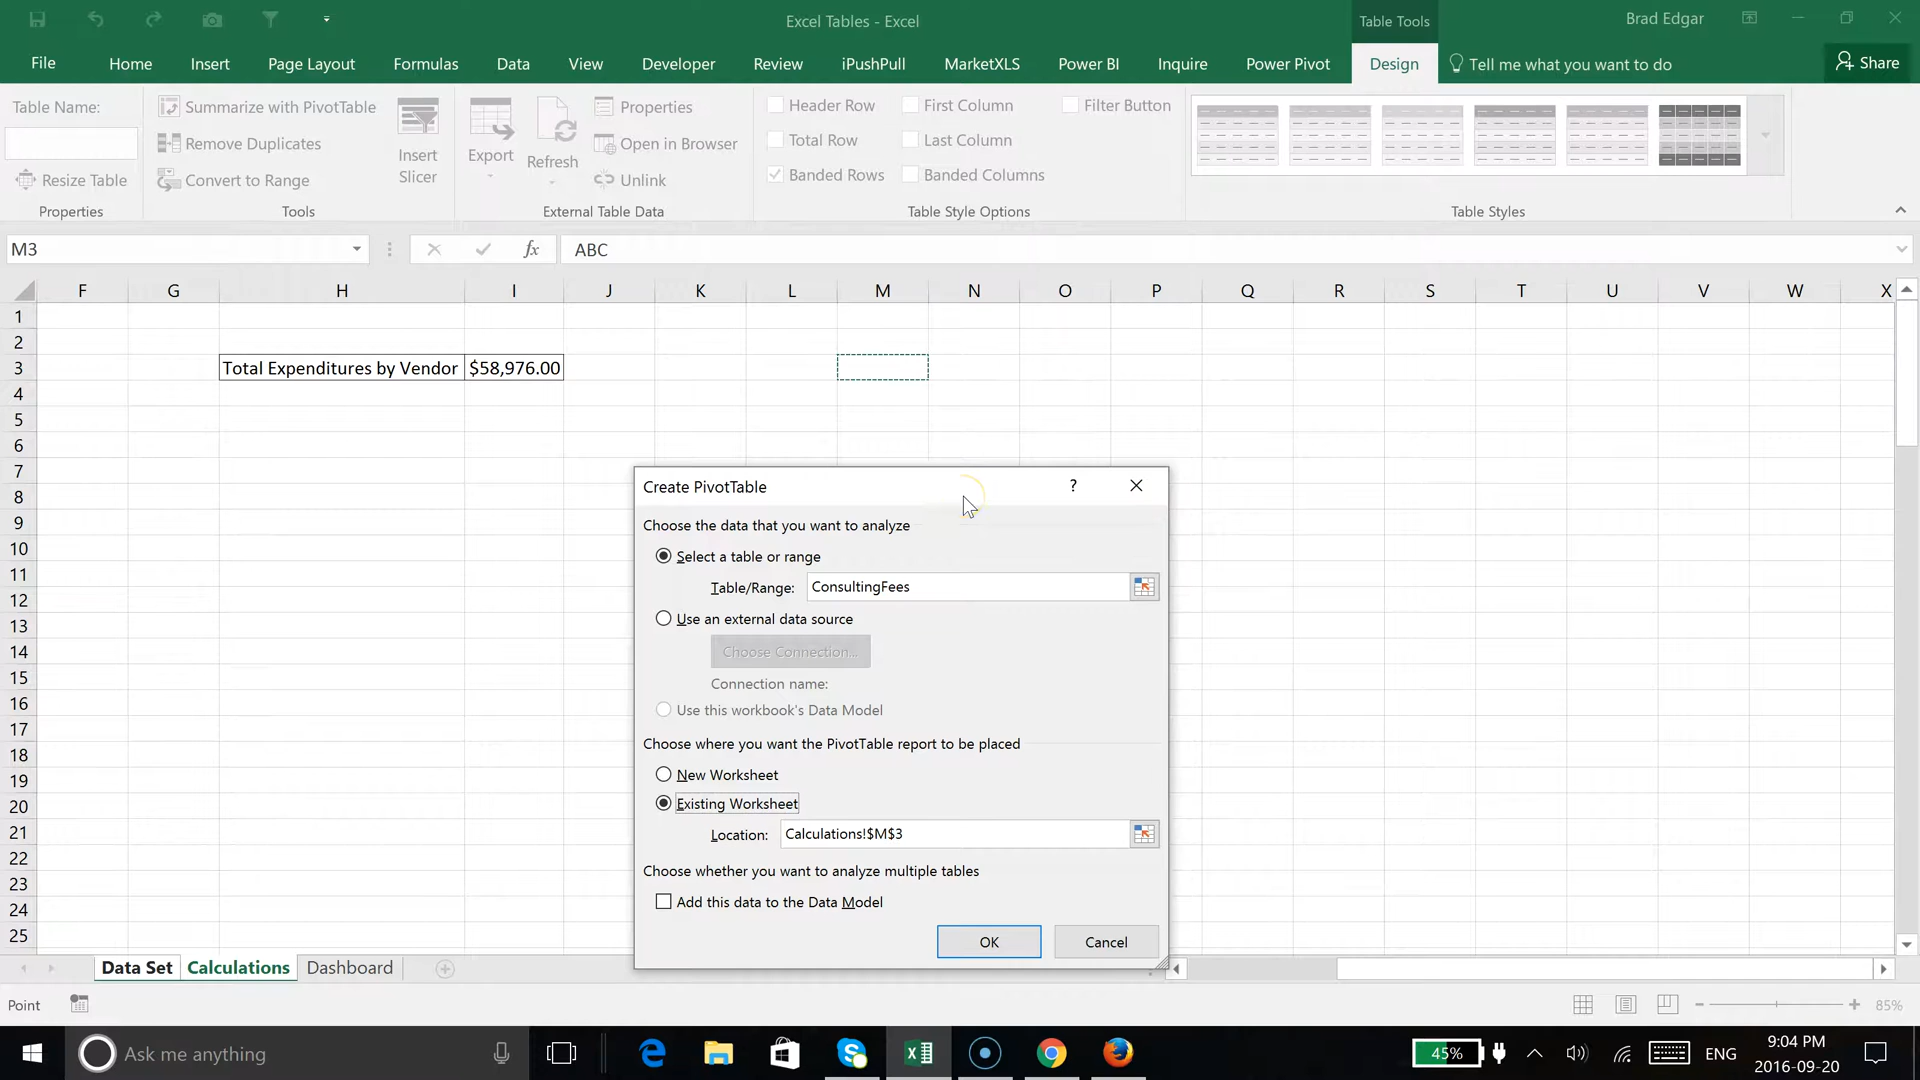 Excel Tables - Excel
Table Tools
Brad Edgar
File Home Insert Page Layout Formulas Data View Developer Review iPushPull MarketXLS Power BI Inquire Power Pivot Design Tell me what you want to do Share
Table Name:
Resize Table
Properties
Summarize with PivotTable
Remove Duplicates
Convert to Range
Tools
Insert
Slicer
Export
Refresh
Properties
Open in Browser
Unlink
External Table Data
Header Row
Total Row
Banded Rows
First Column
Last Column
Banded Columns
Filter Button
Table Style Options
Table Styles
M3
fx
ABC
F G H I J K L M N O P Q R S T U V W X
1
2
3 Total Expenditures by Vendor $58,976.00
4
5
6
7
8
9
10
11
12
13
14
15
16
17
18
19
20
21
22
23
24
25
Create PivotTable ?
Choose the data that you want to analyze
Select a table or range
Table/Range: ConsultingFees
Use an external data source
Choose Connection...
Connection name:
Use this workbook's Data Model
Choose where you want the PivotTable report to be placed
New Worksheet
Existing Worksheet
Location: Calculations!$M$3
Choose whether you want to analyze multiple tables
Add this data to the Data Model
OK Cancel
Data Set Calculations Dashboard
Point
85%
Ask me anything
45%
ENG
9:04 PM
2016-09-20